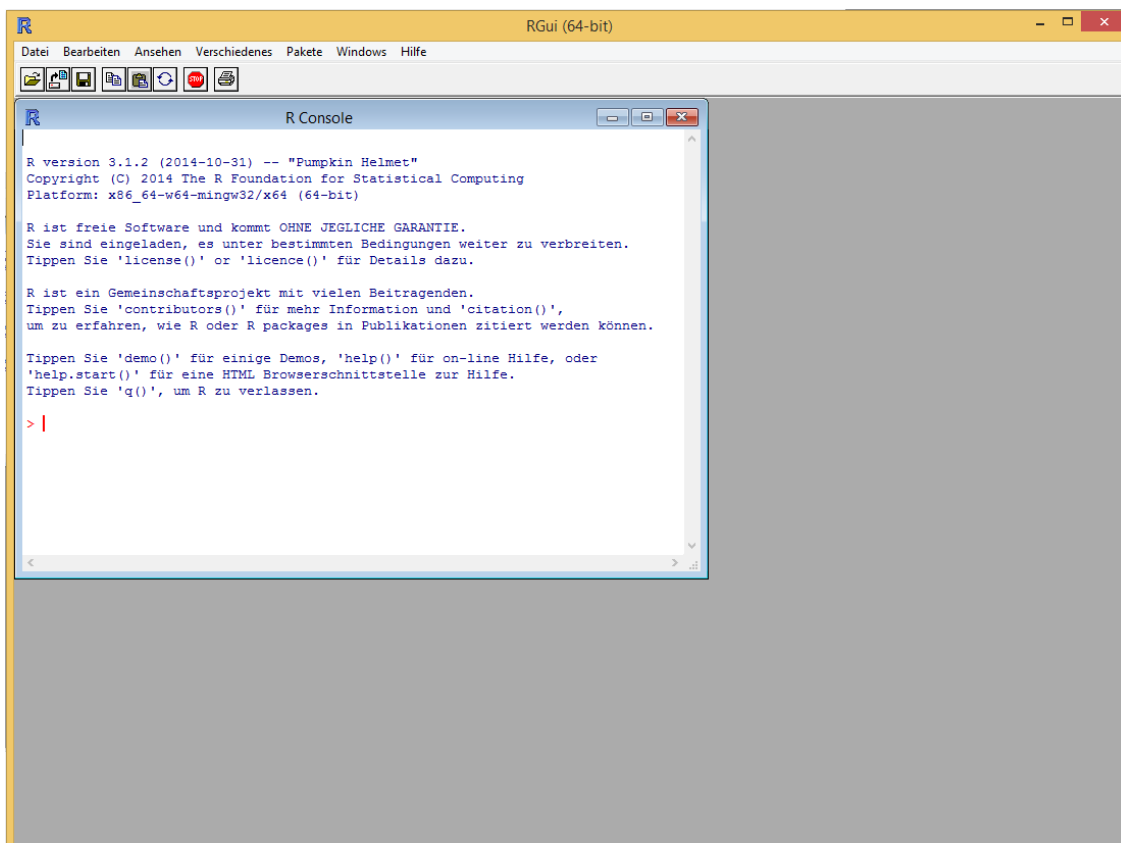 RGui (64-bit)
Datei Bearbeiten Ansehen Verschiedenes Pakete Windows Hilfe
STOP
R Console
R version 3.1.2 (2014-10-31) -- "Pumpkin Helmet"
Copyright (C) 2014 The R Foundation for Statistical Computing
Platform: x86_64-w64-mingw32/x64 (64-bit)
R ist freie Software und kommt OHNE JEGLICHE GARANTIE.
Sie sind eingeladen, es unter bestimmten Bedingungen weiter zu verbreiten.
Tippen Sie 'license()' or 'licence()' für Details dazu.
R ist ein Gemeinschaftsprojekt mit vielen Beitragenden.
Tippen Sie 'contributors()' für mehr Information und 'citation()',
um zu erfahren, wie R oder R packages in Publikationen zitiert werden können.
Tippen Sie 'demo()' für einige Demos, 'help()' für on-line Hilfe, oder
'help.start()' für eine HTML Browserschnittstelle zur Hilfe.
Tippen Sie 'q()', um R zu verlassen.
>